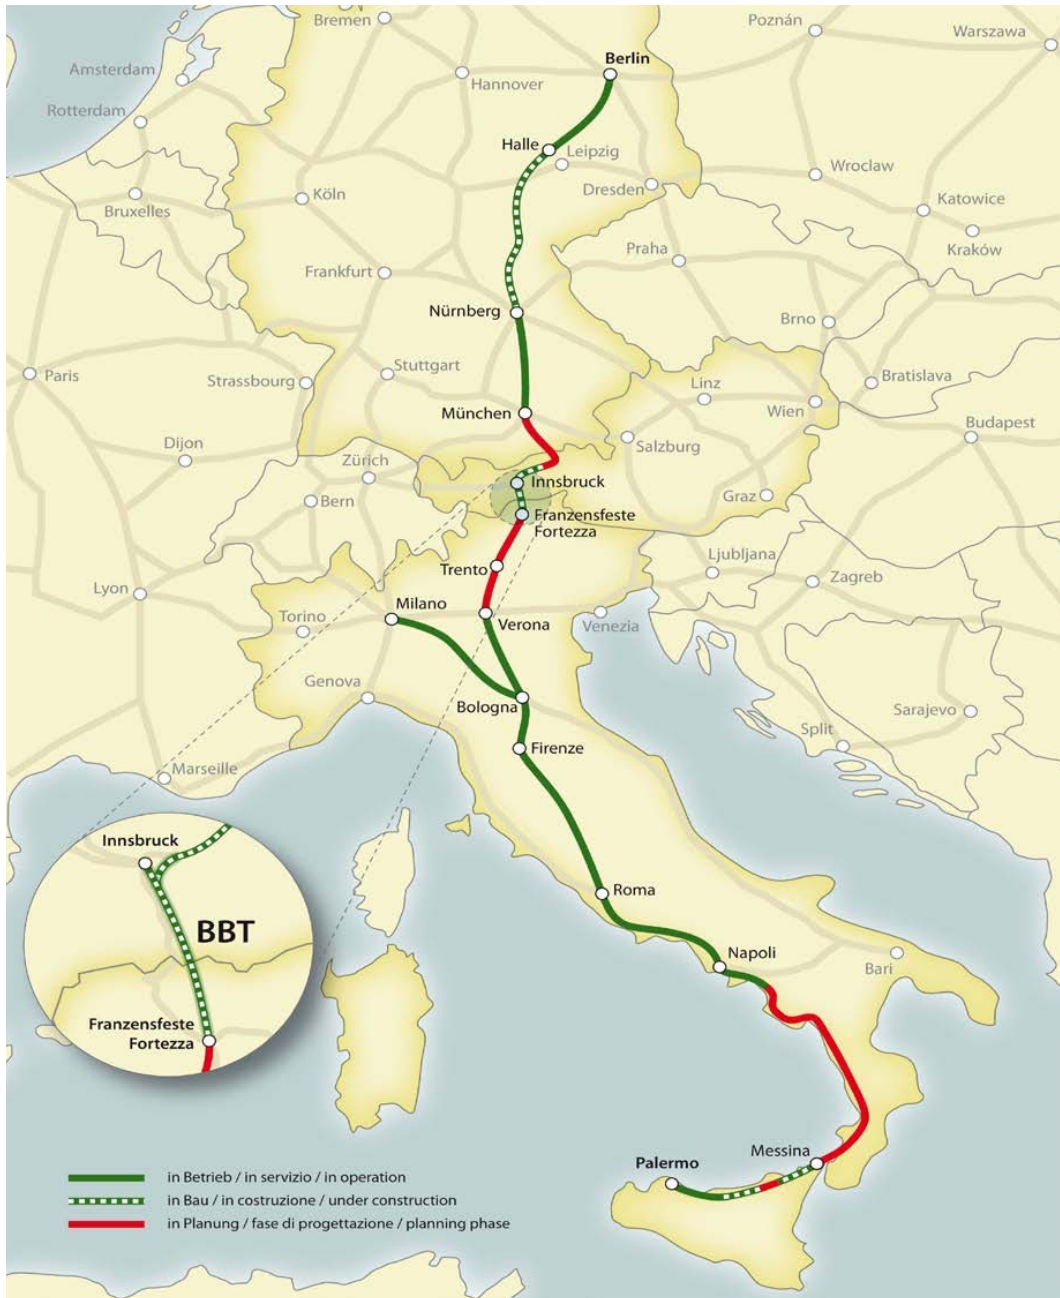 Bremen
Poznán
Warszawa
Berlin
Amsterdam
Hannover
Rotterdam
Halle
Leipzig
Wroclaw
Dresden
Köln
Katowice
Bruxelles
Kraków
Praha
Frankfurt
Nürnberg
Brno
Paris
Stuttgart
Strassbourg
Linz
Bratislava
München
Wien
Budapest
Dijon
Salzburg
Zürich
Innsbruck
Graz
Bern
Franzensfeste
Fortezza
Ljubljana
Trento
Zagreb
Lyon
Milano
Torino
Verona
Venezia
Genova
Bologna
Sarajevo
Split
Firenze
Marseille
Innsbruck
Roma
BBT
Napoli
Bari
Franzensfeste
Fortezza
Messina
Palermo
in Betrieb / in servizio / in operation
in Bau / in costruzione / under construction
in Planung / fase di progettazione / planning phase